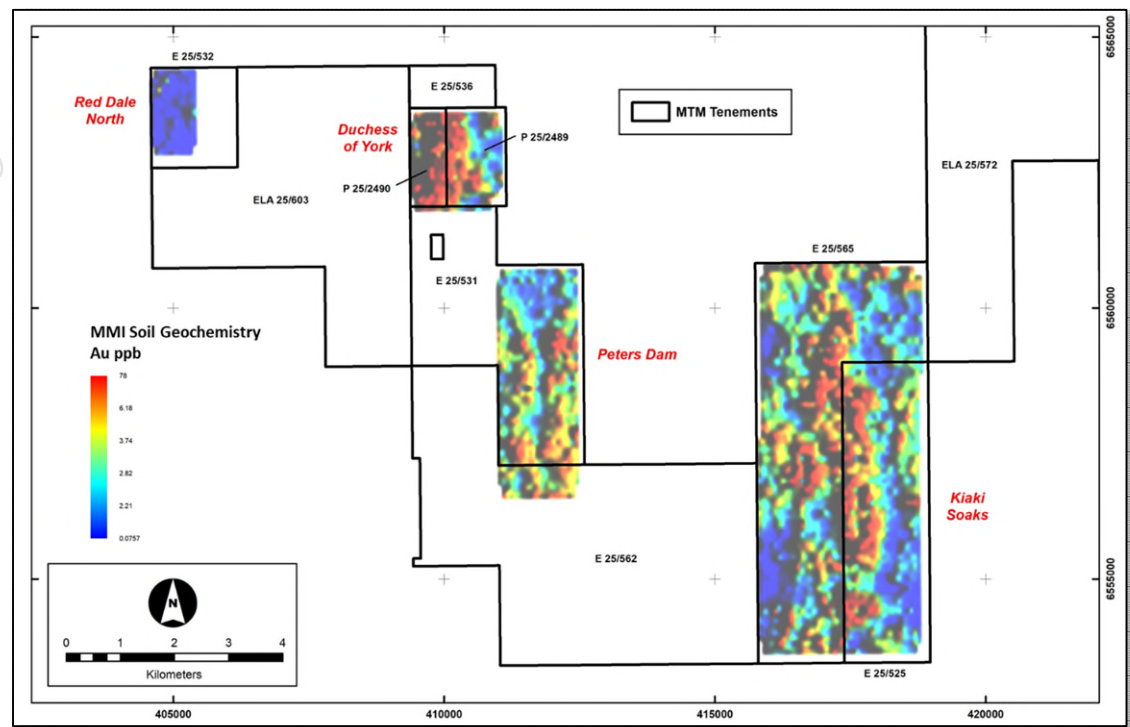 E 25/532
Red Dale
North
E 25/536
MTM Tenements
6565000
Duchess
of York
P 25/2489
P 25/2490
ELA 25/572
ELA 25/603
E 25/565
E 25/531
6560000
MMI Soil Geochemistry
Au ppb
78
6.18
3.74
2.82
2.21
0.0757
Peters Dam
Kiaki
Soaks
E 25/562
6555000
N
0 1 2 3 4
Kilometers
E 25/525
405000 410000 415000 420000